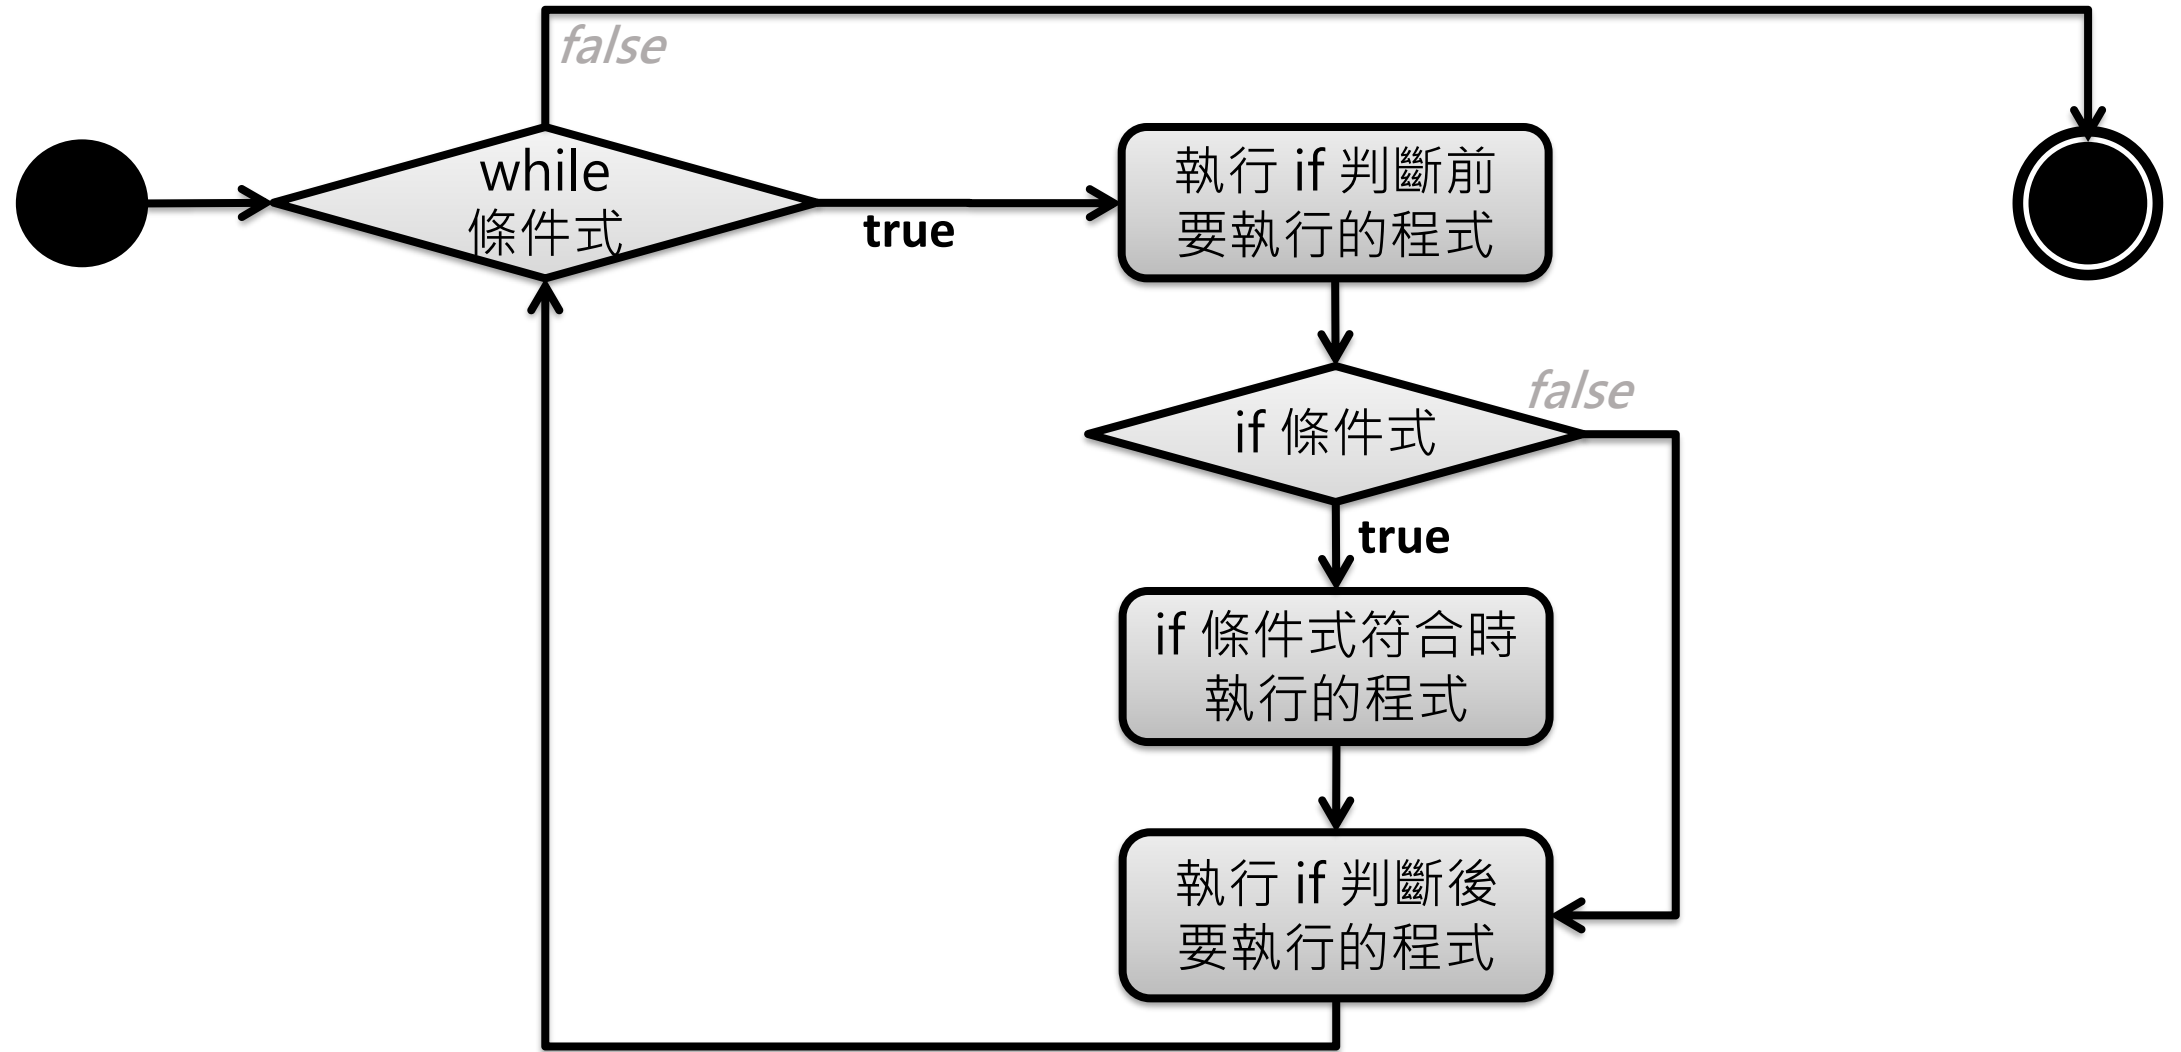 false
while
條件式
true
執行 if 判斷前
要執行的程式
if 條件式
false
true
if 條件式符合時
執行的程式
執行 if 判斷後
要執行的程式